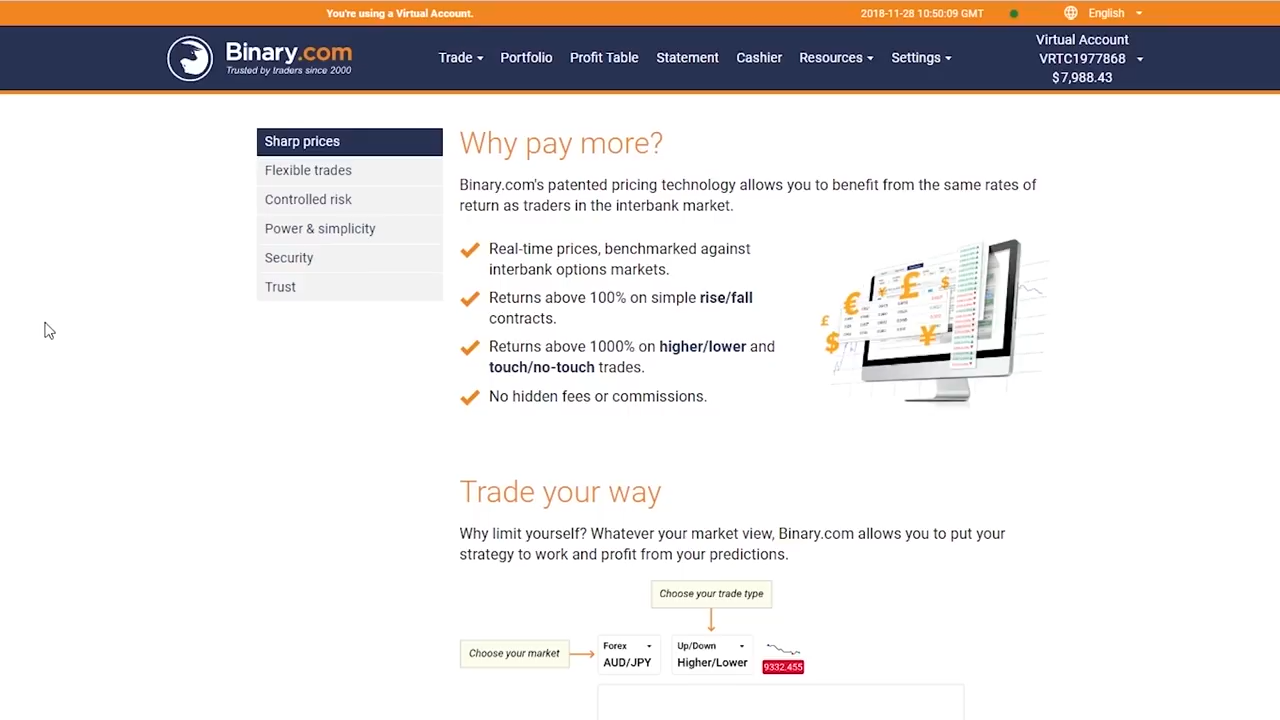 You're using a Virtual Account.
2018-11-28 10:50:09 GMT
English
Binary.com
Trusted by traders since 2000
Trade
Portfolio
Profit Table
Statement
Cashier
Resources
Settings
Virtual Account
VRTC1977868
$7,988.43
Sharp prices
Flexible trades
Controlled risk
Power & simplicity
Security
Trust
Why pay more?
Binary.com's patented pricing technology allows you to benefit from the same rates of
return as traders in the interbank market.
Real-time prices, benchmarked against
interbank options markets.
Returns above 100% on simple rise/fall
contracts.
Returns above 1000% on higher/lower and
touch/no-touch trades.
No hidden fees or commissions.
Trade your way
Why limit yourself? Whatever your market view, Binary.com allows you to put your
strategy to work and profit from your predictions.
Choose your trade type
Choose your market
Forex
AUD/JPY
Up/Down
Higher/Lower
9332.455